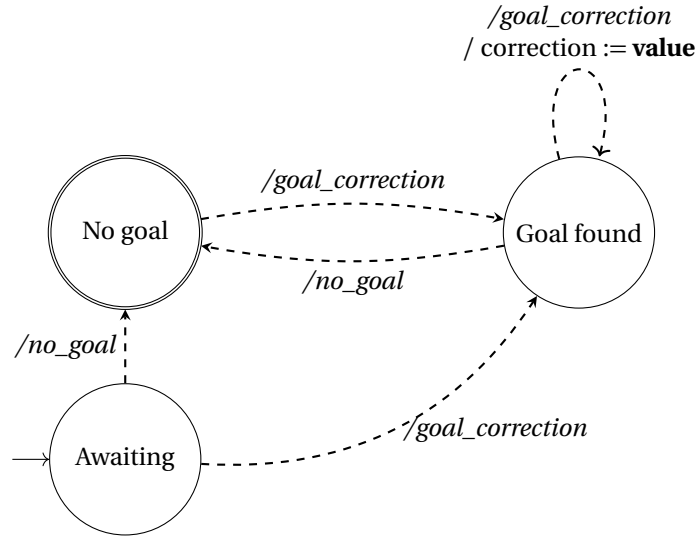 /goal_correction
/ correction := value
/goal_correction
No goal
Goal found
/no_goal
/no_goal
/goal_correction
Awaiting